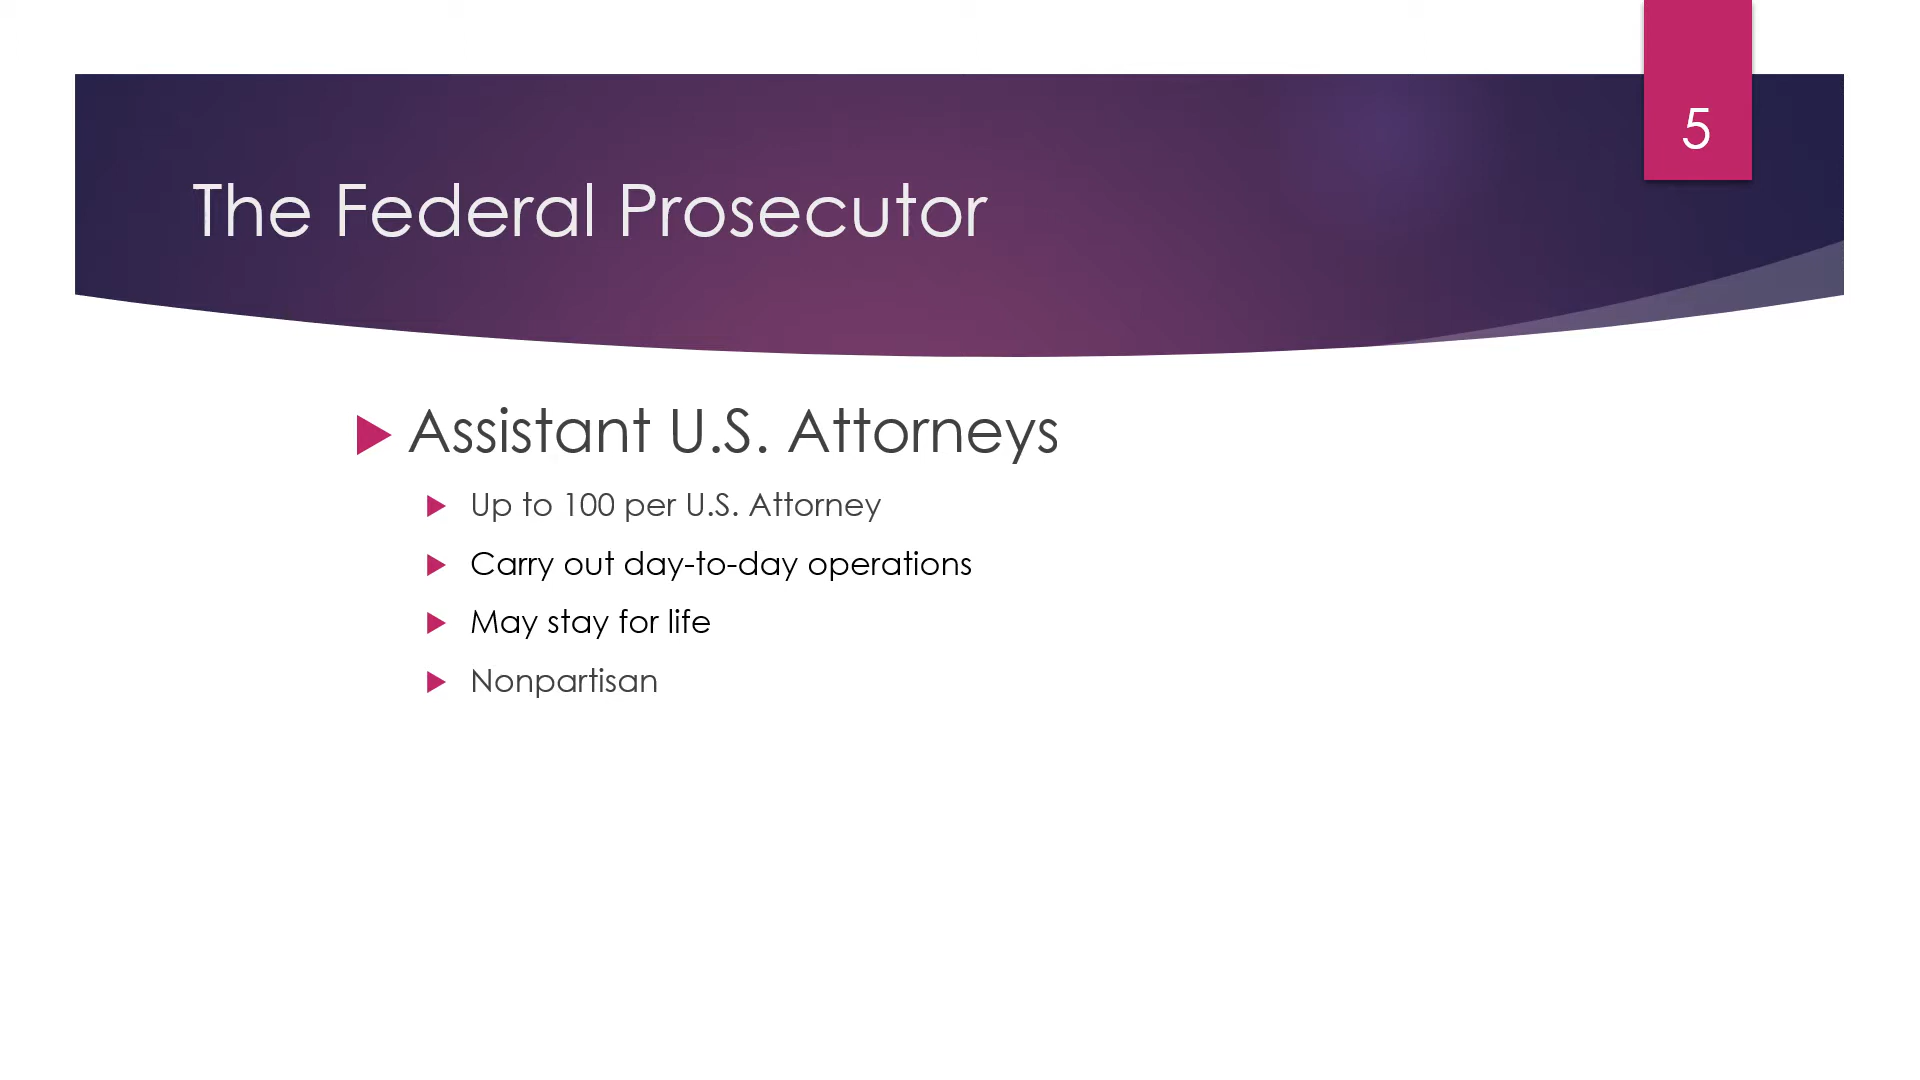 5
The Federal Prosecutor
Assistant U.S. Attorneys
Up to 100 per U.S. Attorney
Carry out day-to-day operations
May stay for life
Nonpartisan